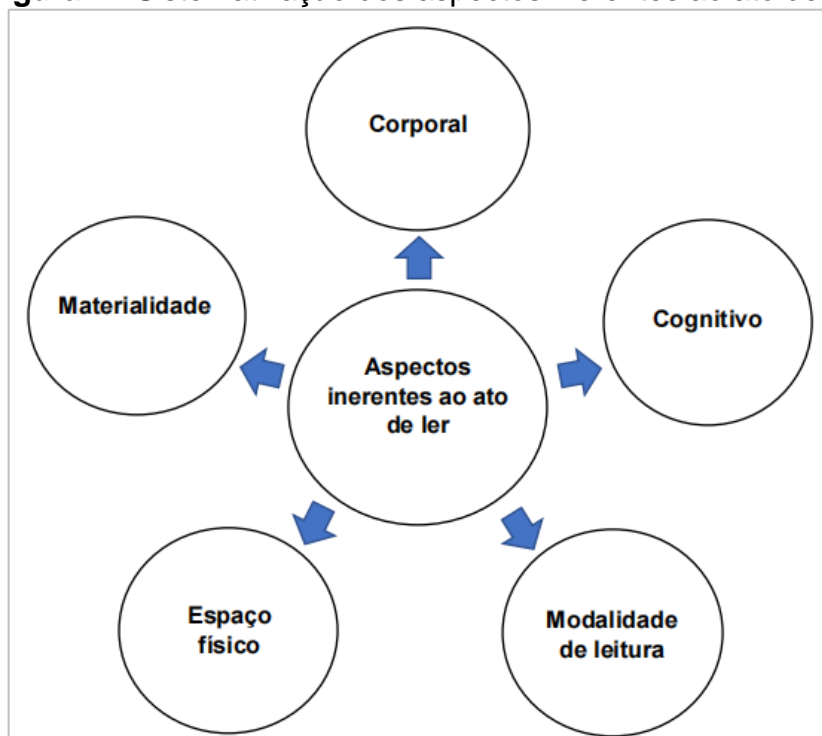 Corporal
Materialidade
Cognitivo
Aspectos
inerentes ao ato
de ler
Espaço
físico
Modalidade
de leitura